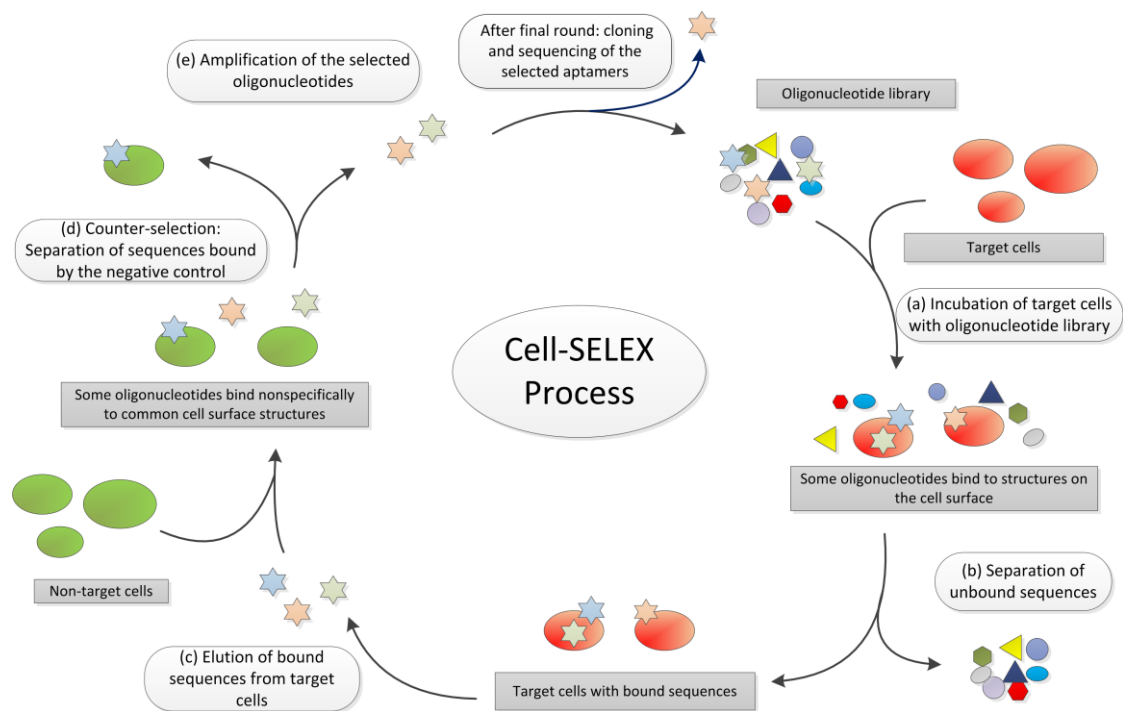 After final round: cloning
and sequencing of the
selected aptamers
Oligonucleotide library
Target cells
(a) Incubation of target cells
with oligonucleotide library
Some oligonucleotides bind to structures on
the cell surface
(b) Separation of
unbound sequences
Target cells with bound sequences
(c) Elution of bound
sequences from target
cells
Non-target cells
Some oligonucleotides bind nonspecifically
to common cell surface structures
(d) Counter-selection:
Separation of sequences bound
by the negative control
(e) Amplification of the selected
oligonucleotides
Cell-SELEX
Process